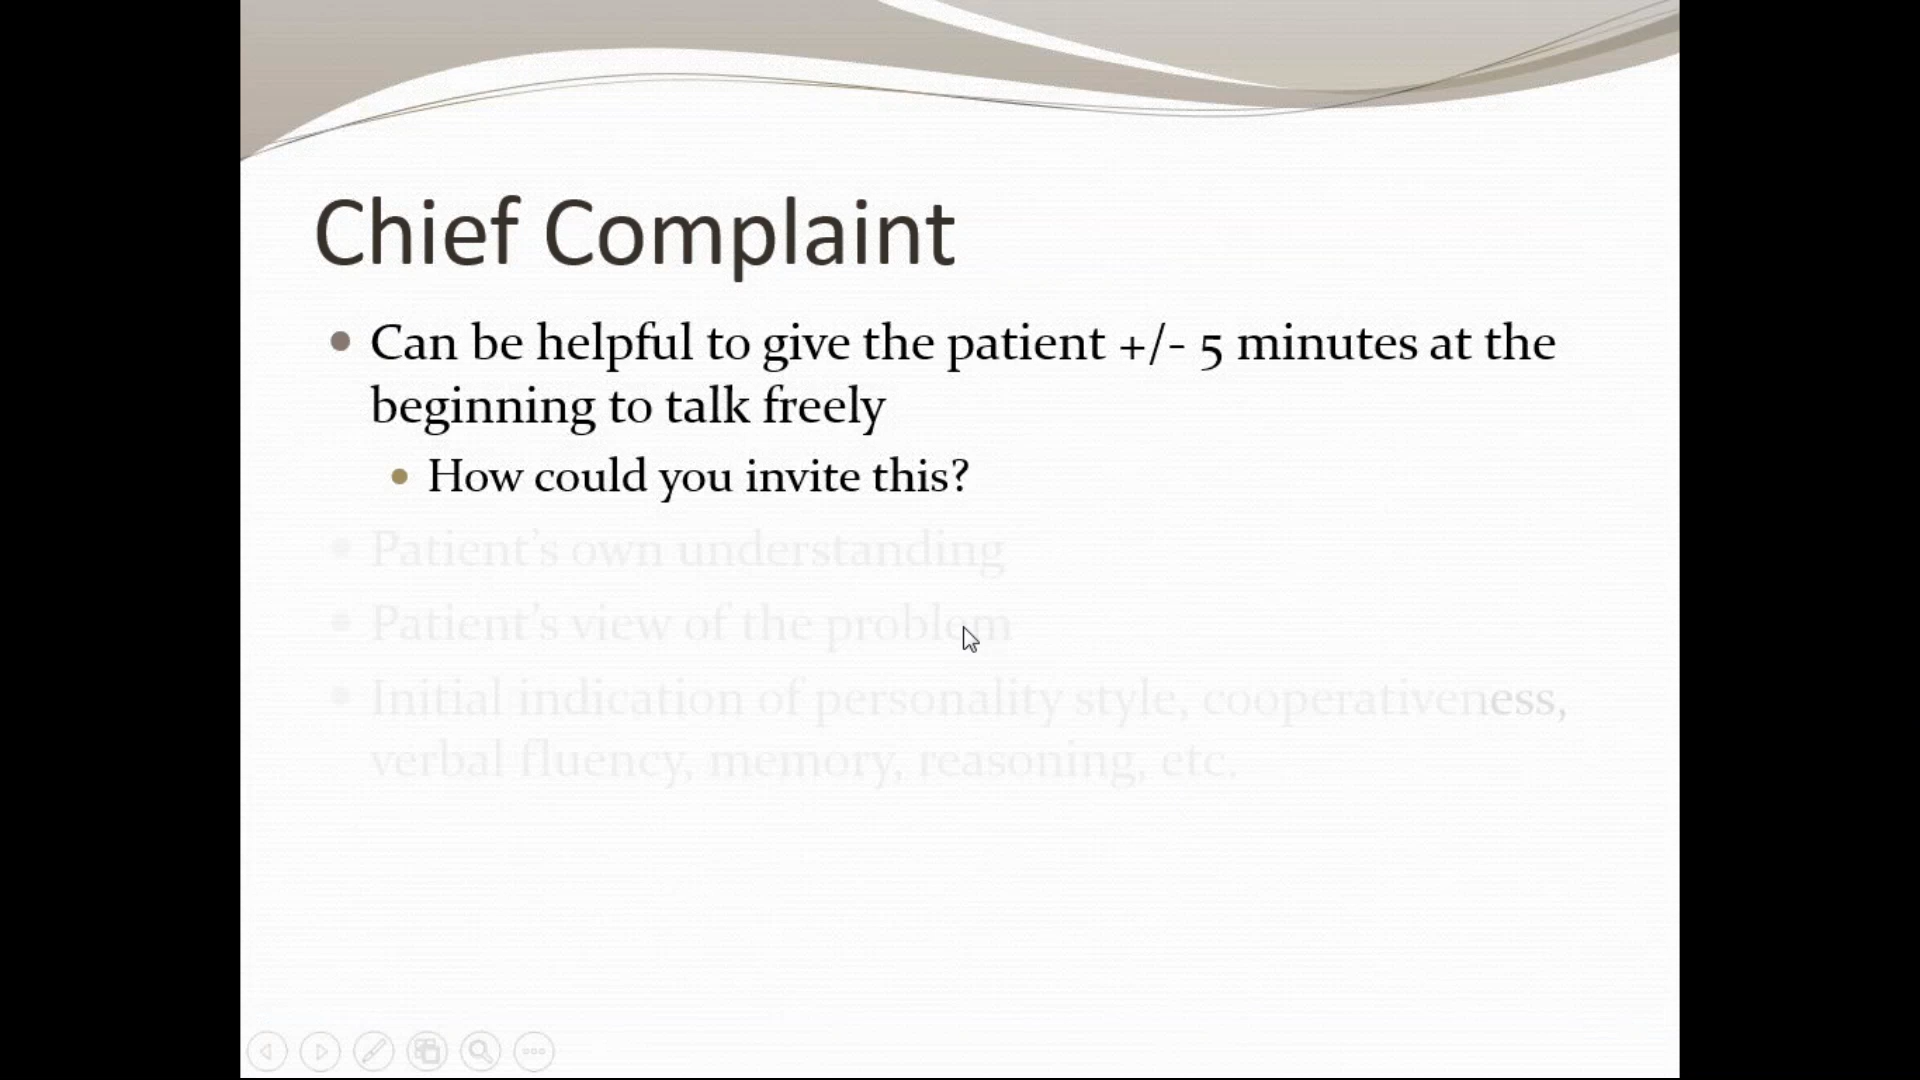 Chief Complaint
Can be helpful to give the patient +/- 5 minutes at the
beginning to talk freely
How could you invite this?
Patient's own understanding
Patient's view of the problem
Initial indication of personality style, cooperativeness,
verbal fluency, memory, reasoning, etc.